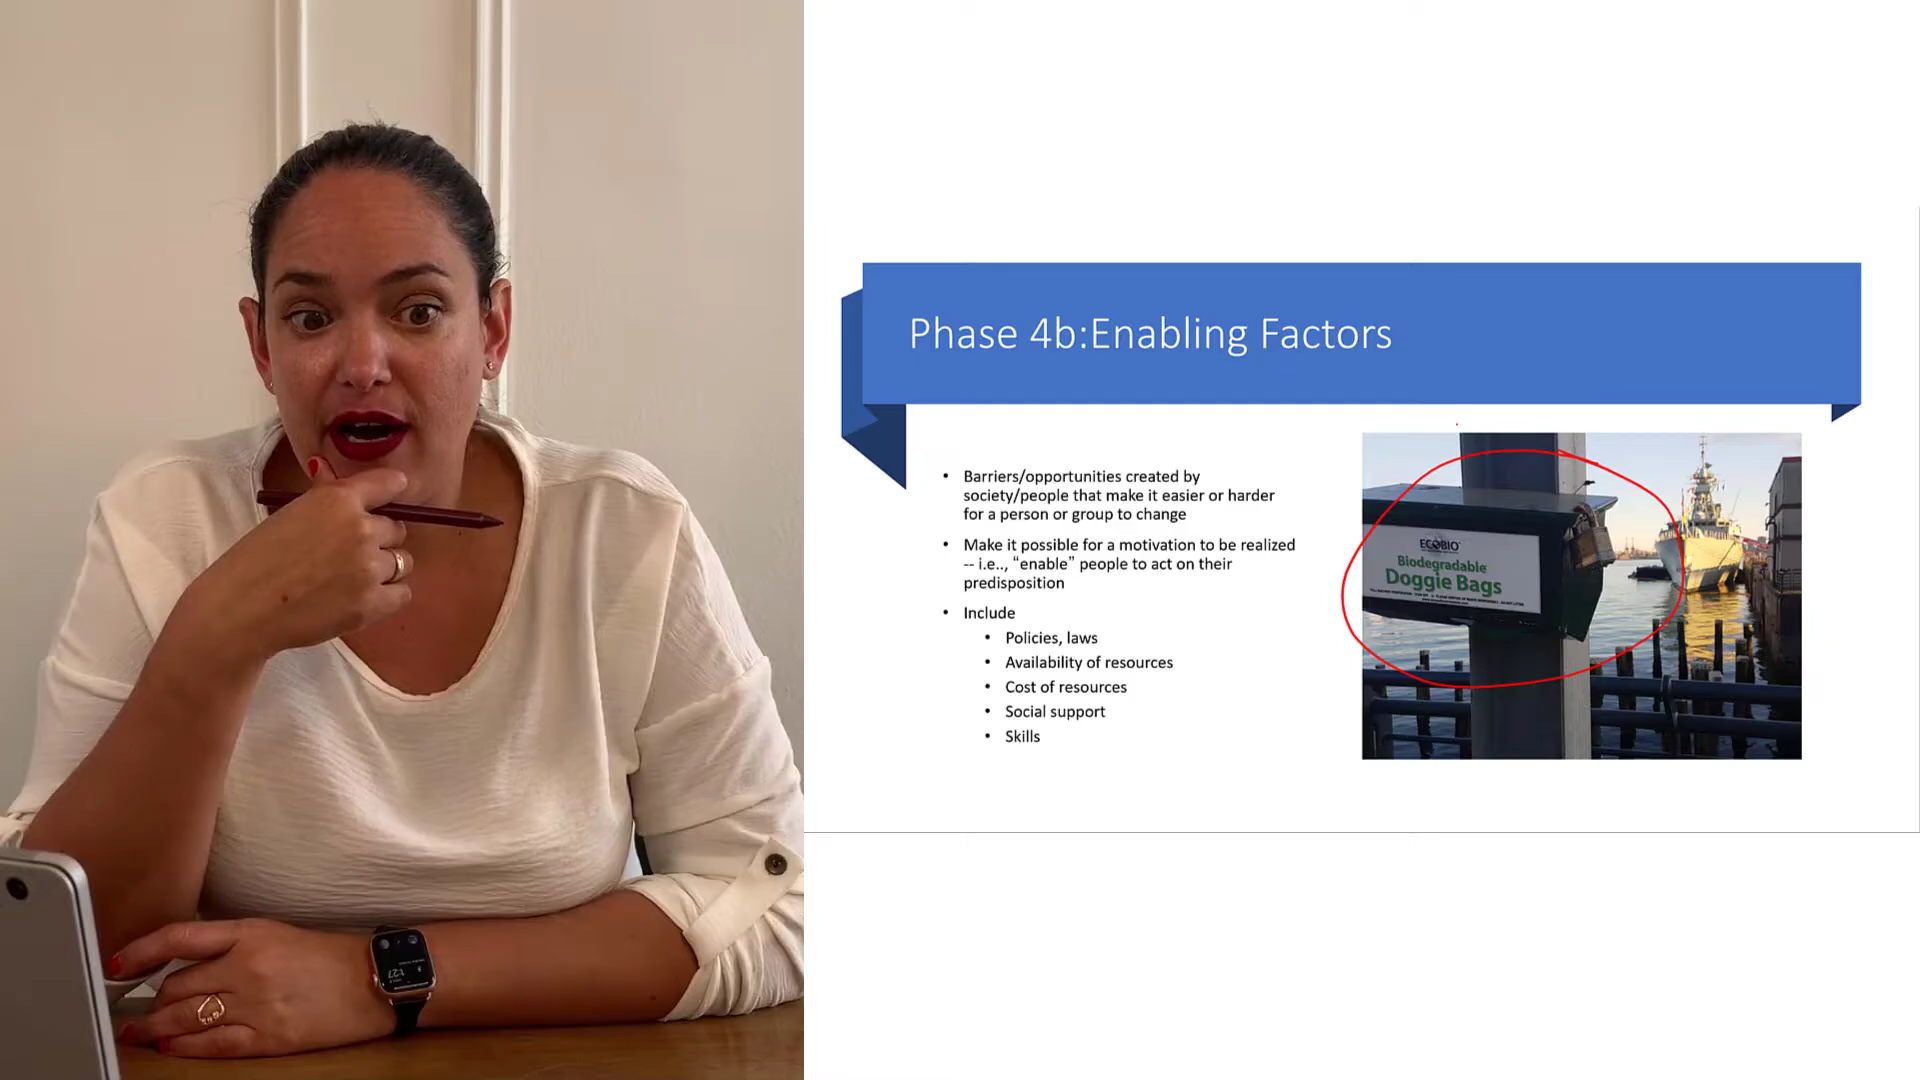 Phase 4b:Enabling Factors
• Barriers/opportunities created by
society/people that make it easier or harder
for a person or group to change
• Make it possible for a motivation to be realized
-- i.e.., “enable” people to act on their
predisposition
• Include
• Policies, laws
• Availability of resources
• Cost of resources
• Social support
• Skills
ECOBIO
Biodegradable
Doggie Bags
1:27